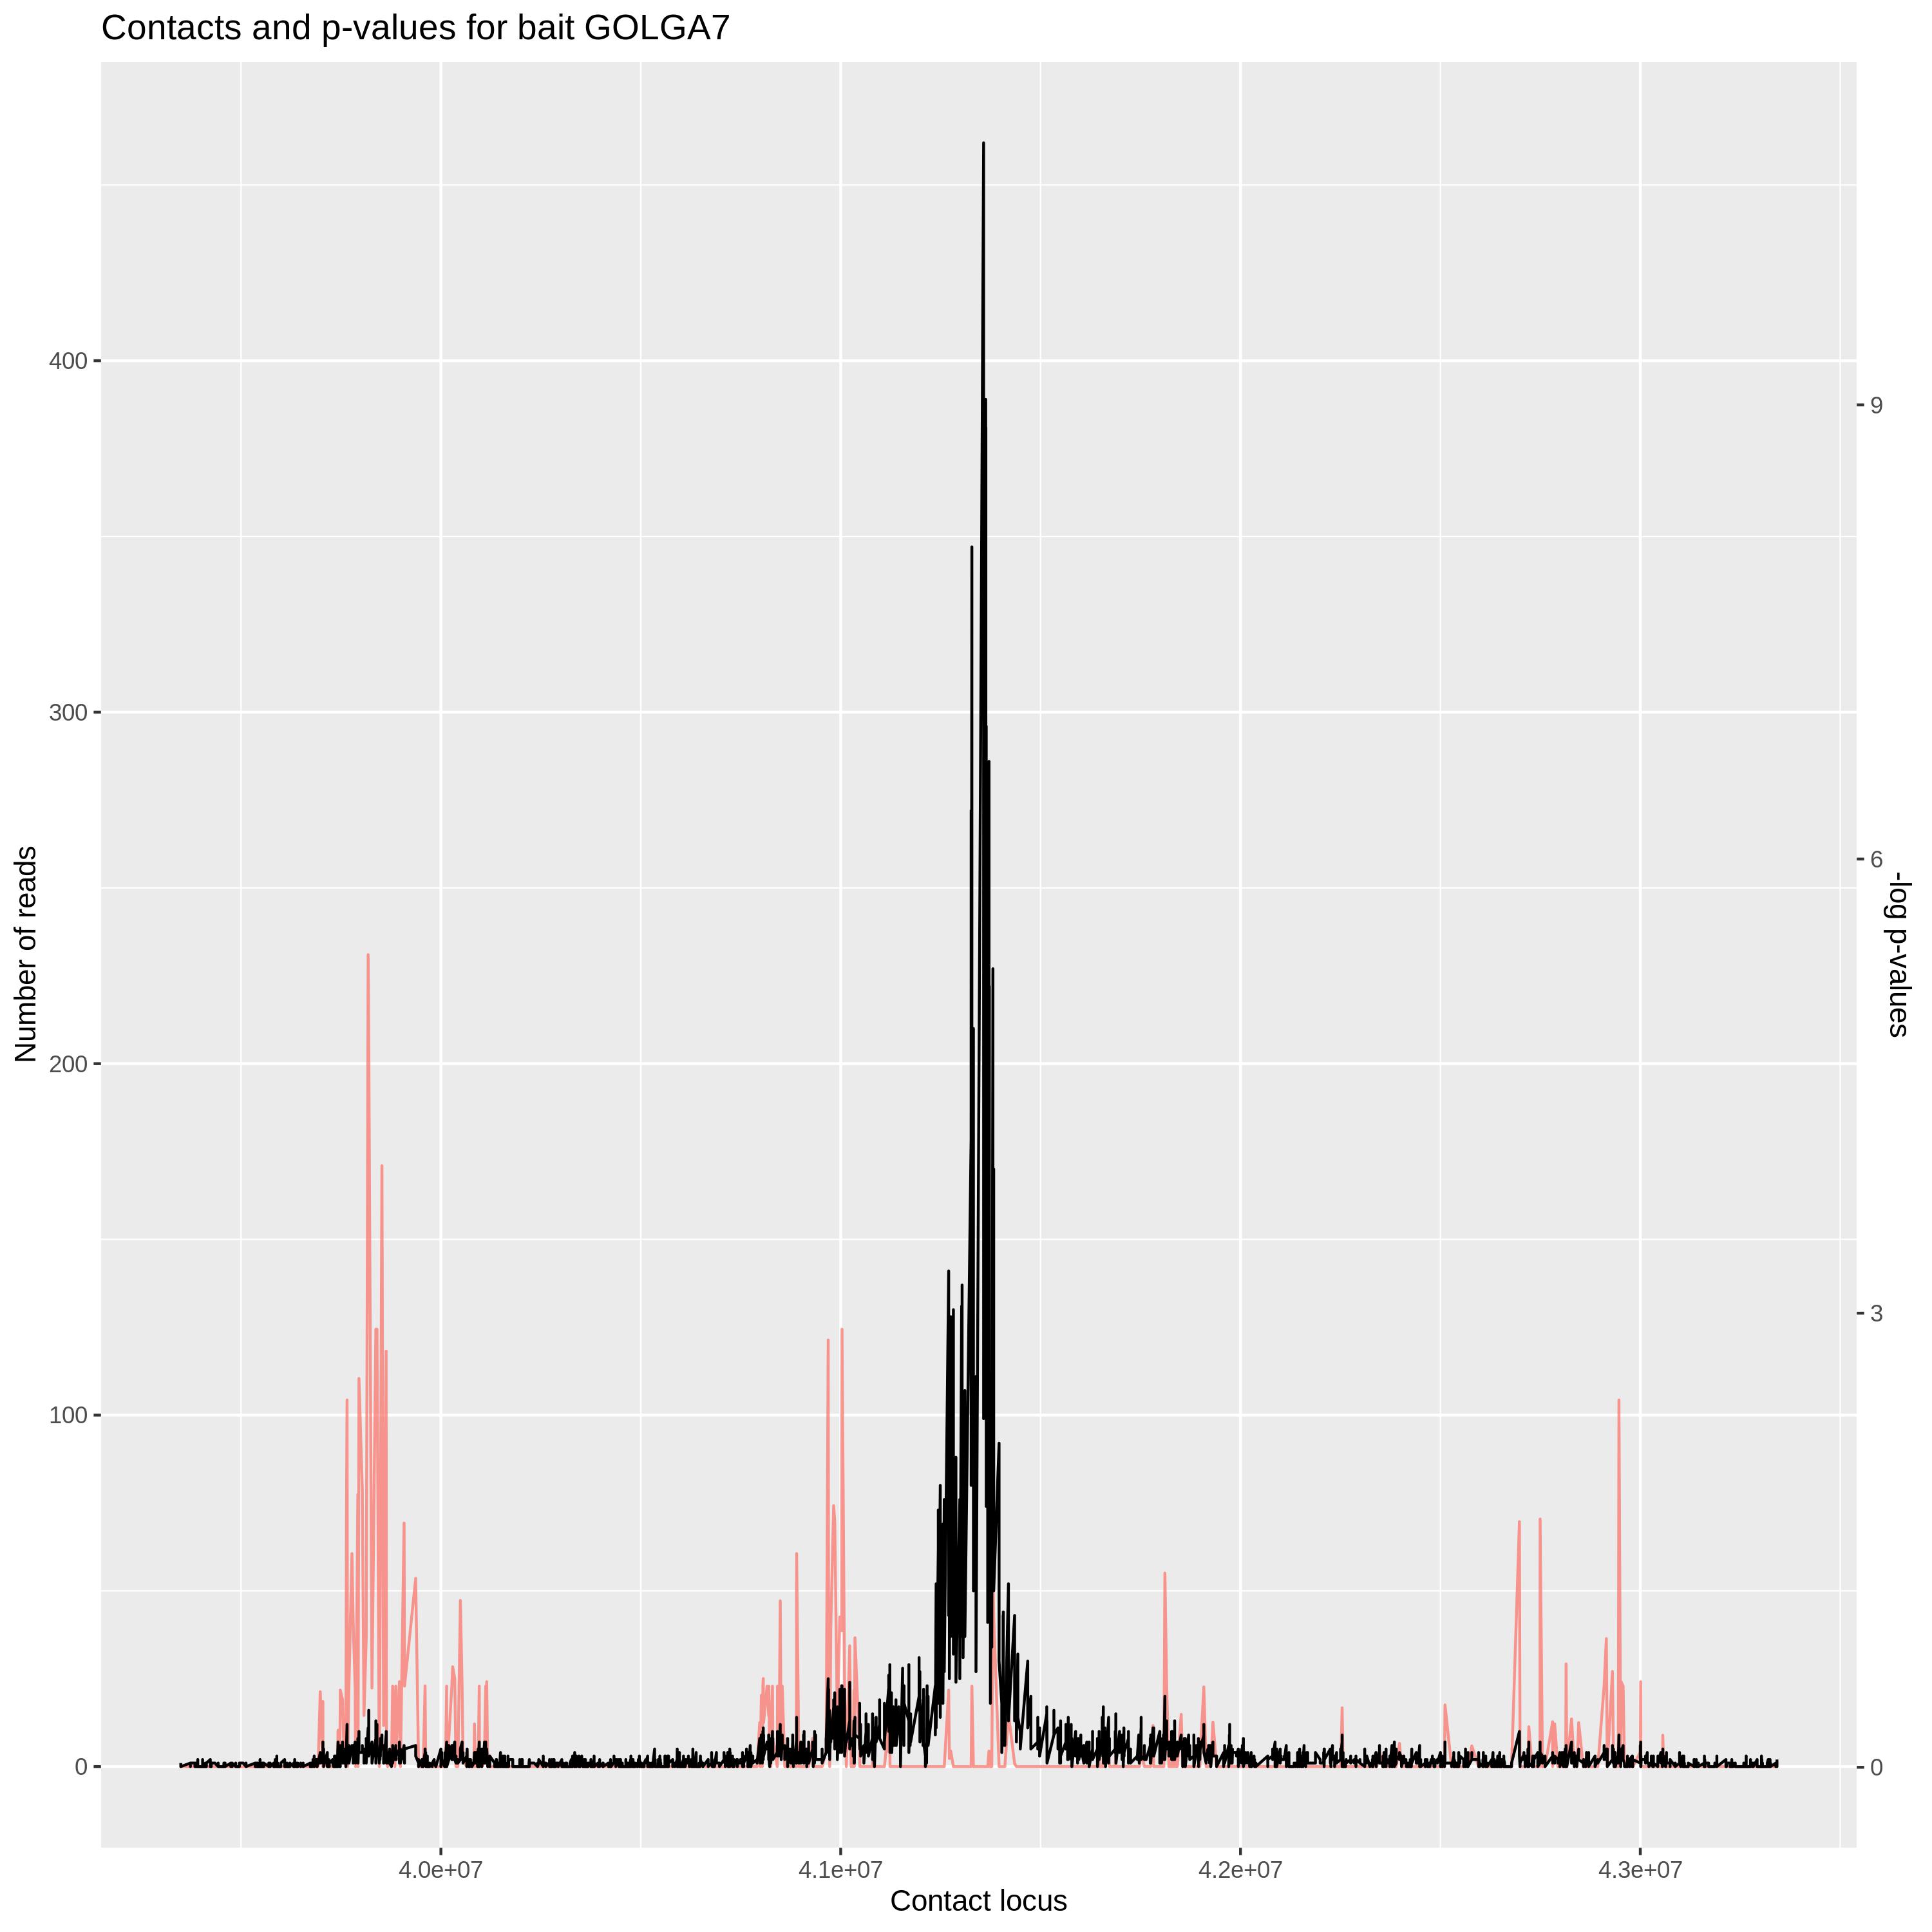 Contacts and p-values for bait GOLGA7
400
300
200
100
0
9
6
3
0
Number of reads
-log p-values
4.0e+07
4.1e+07
4.2e+07
4.3e+07
Contact locus